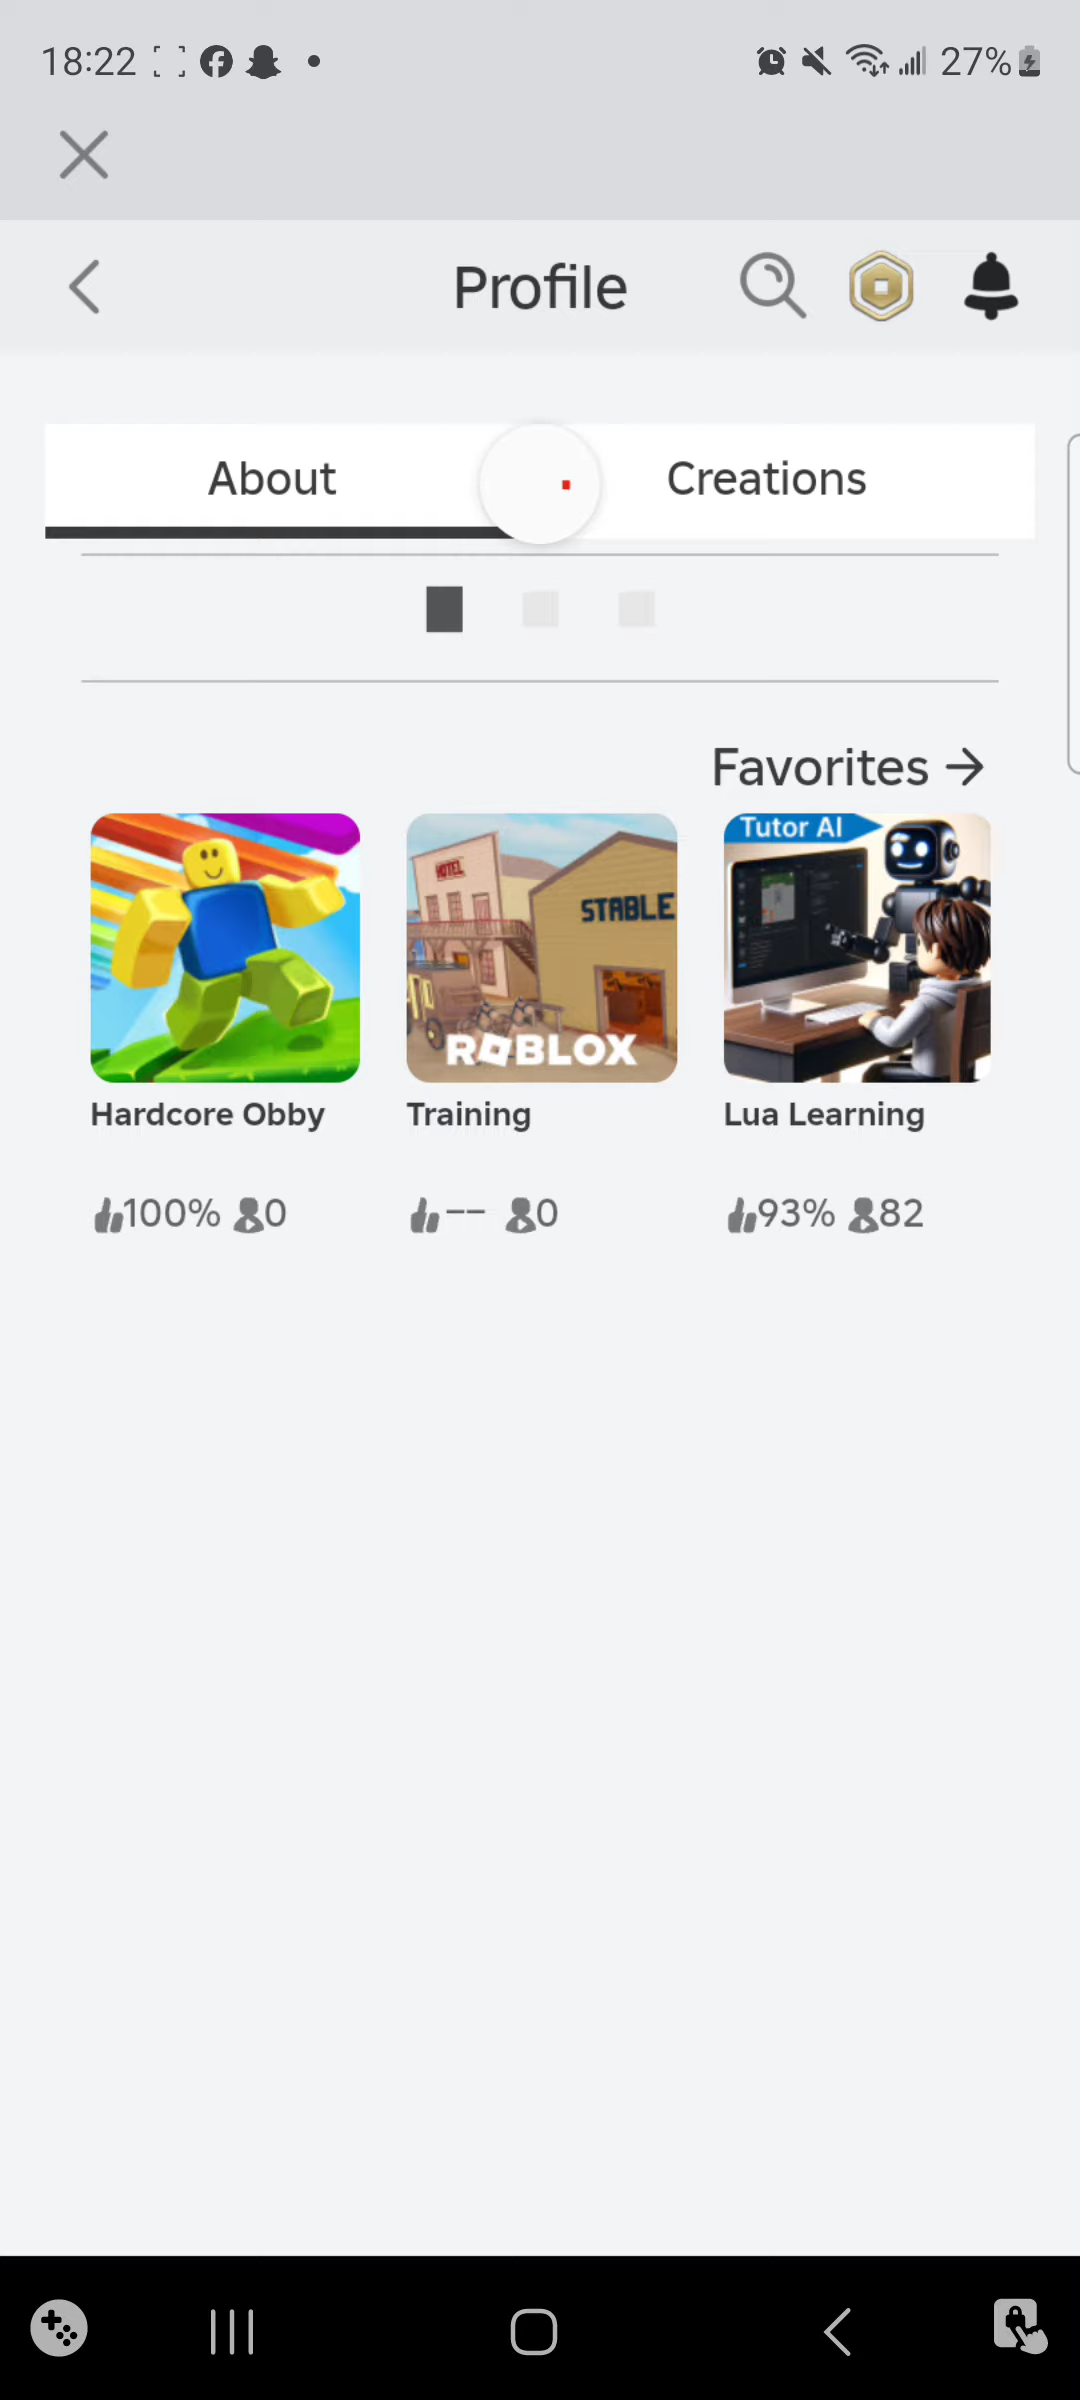 18:22
27%
Profile
About
Creations
Favorites
HOTEL
STABLE
ROBLOX
Tutor AI
Hardcore Obby
Training
Lua Learning
100% 0
-- 0
93% 82